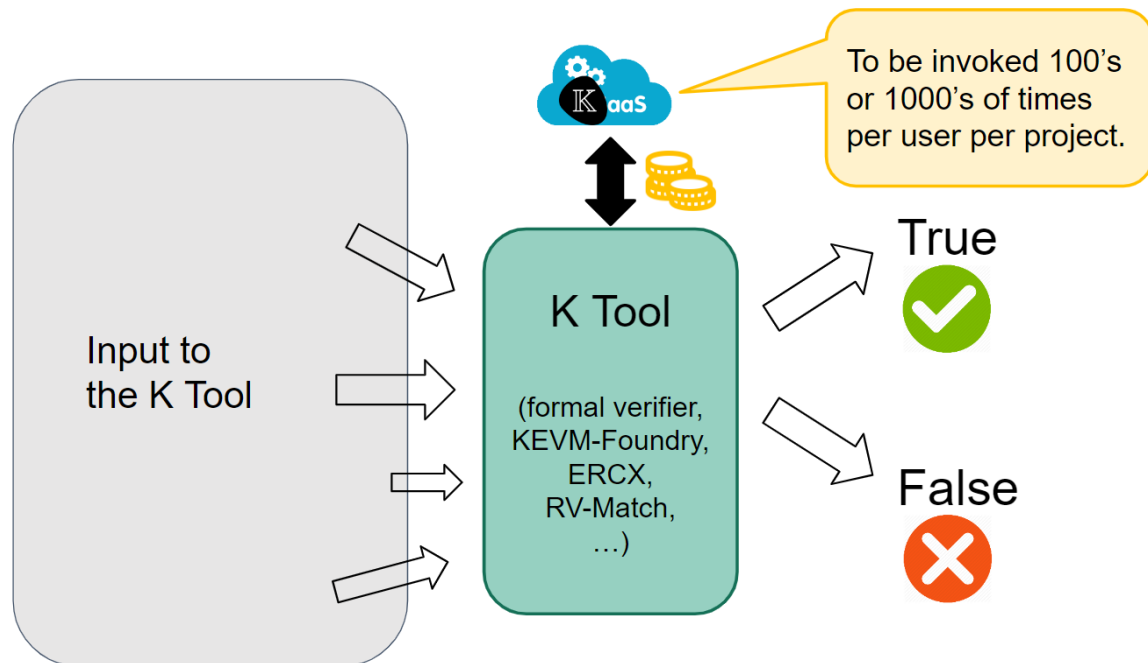 To be invoked 100's
or 1000's of times
per user per project.
𝕂 aaS
Input to
the K Tool
K Tool
(formal verifier,
KEVM-Foundry,
ERCX,
RV-Match,
…)
True
False